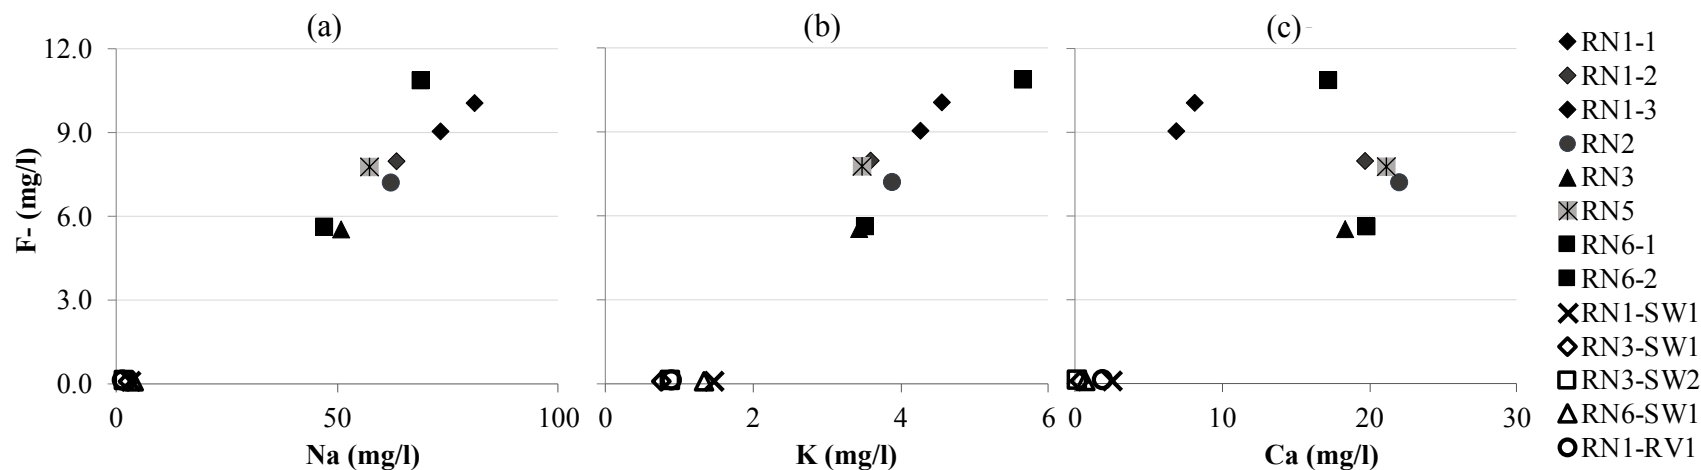 (a) (b) (c)
12.0
9.0
6.0
3.0
0.0
F- (mg/l)
0 50 100
Na (mg/l)
0 2 4 6
K (mg/l)
0 10 20 30
Ca (mg/l)
RN1-1
RN1-2
RN1-3
RN2
RN3
RN5
RN6-1
RN6-2
RN1-SW1
RN3-SW1
RN3-SW2
RN6-SW1
RN1-RV1